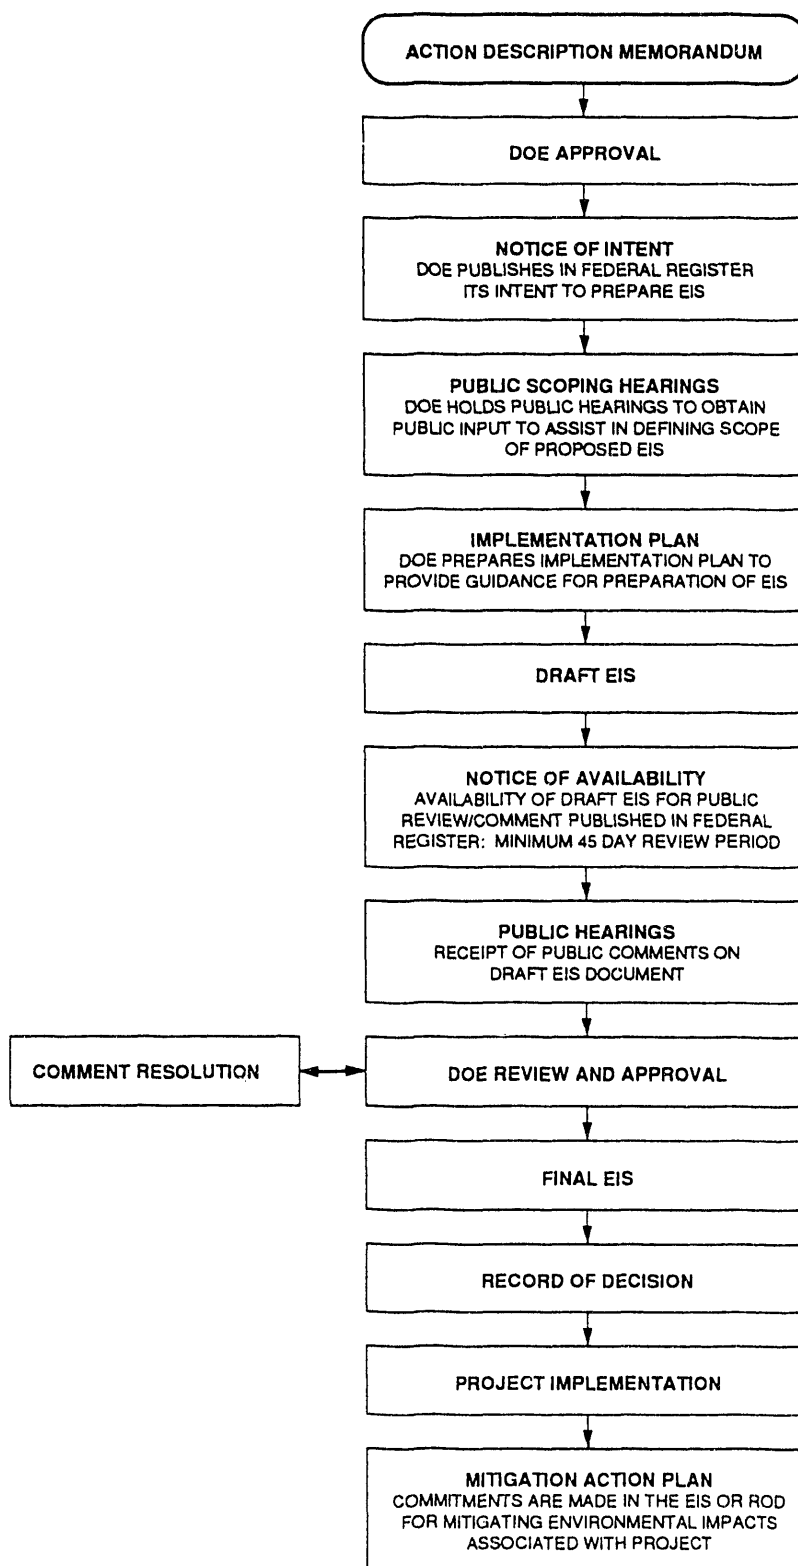 ACTION DESCRIPTION MEMORANDUM
DOE APPROVAL
NOTICE OF INTENT
DOE PUBLISHES IN FEDERAL REGISTER
ITS INTENT TO PREPARE EIS
PUBLIC SCOPING HEARINGS
DOE HOLDS PUBLIC HEARINGS TO OBTAIN
PUBLIC INPUT TO ASSIST IN DEFINING SCOPE
OF PROPOSED EIS
IMPLEMENTATION PLAN
DOE PREPARES IMPLEMENTATION PLAN TO
PROVIDE GUIDANCE FOR PREPARATION OF EIS
DRAFT EIS
NOTICE OF AVAILABILITY
AVAILABILITY OF DRAFT EIS FOR PUBLIC
REVIEW/COMMENT PUBLISHED IN FEDERAL
REGISTER: MINIMUM 45 DAY REVIEW PERIOD
PUBLIC HEARINGS
RECEIPT OF PUBLIC COMMENTS ON
DRAFT EIS DOCUMENT
COMMENT RESOLUTION
DOE REVIEW AND APPROVAL
FINAL EIS
RECORD OF DECISION
PROJECT IMPLEMENTATION
MITIGATION ACTION PLAN
COMMITMENTS ARE MADE IN THE EIS OR ROD
FOR MITIGATING ENVIRONMENTAL IMPACTS
ASSOCIATED WITH PROJECT